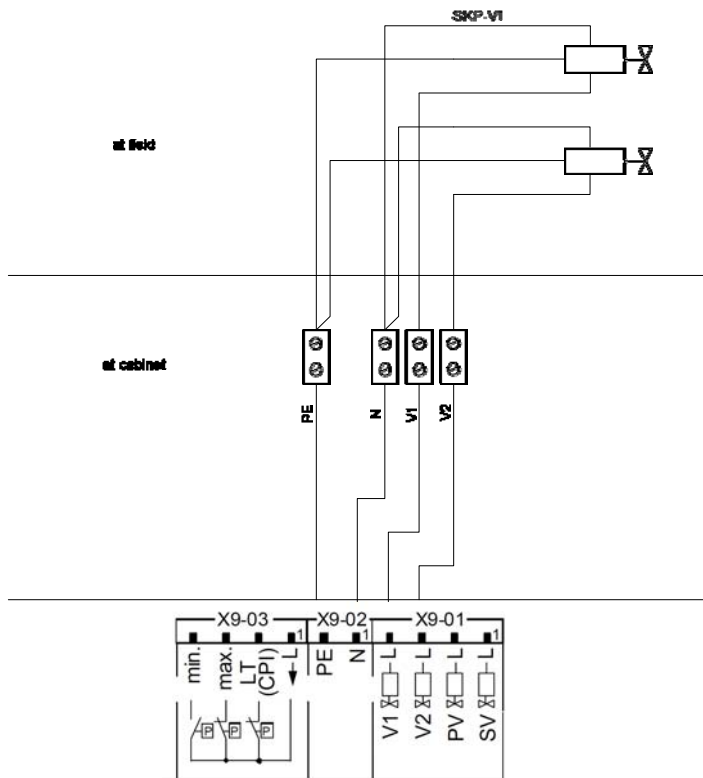 SKP-V1
at field
at cabinet
PE
N
V1
V2
X9-03 X9-02 X9-01
1 1 1
min. max. LT (CPI) L PE N L L L L
P P P
V1 V2 PV SV